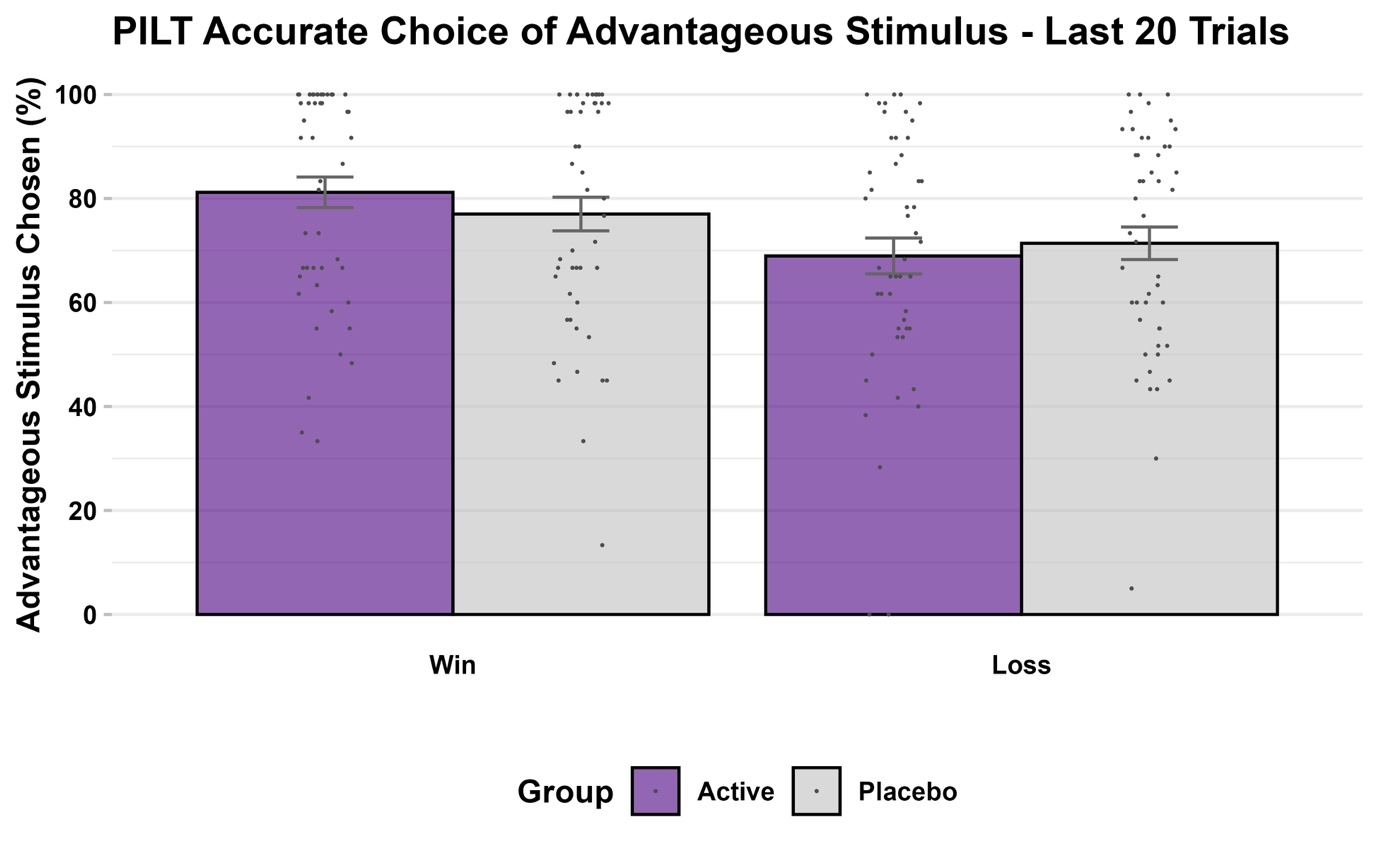 PILT Accurate Choice of Advantageous Stimulus - Last 20 Trials
Advantageous Stimulus Chosen (%)
100
80
60
40
20
0
Win
Loss
Group
Active
Placebo